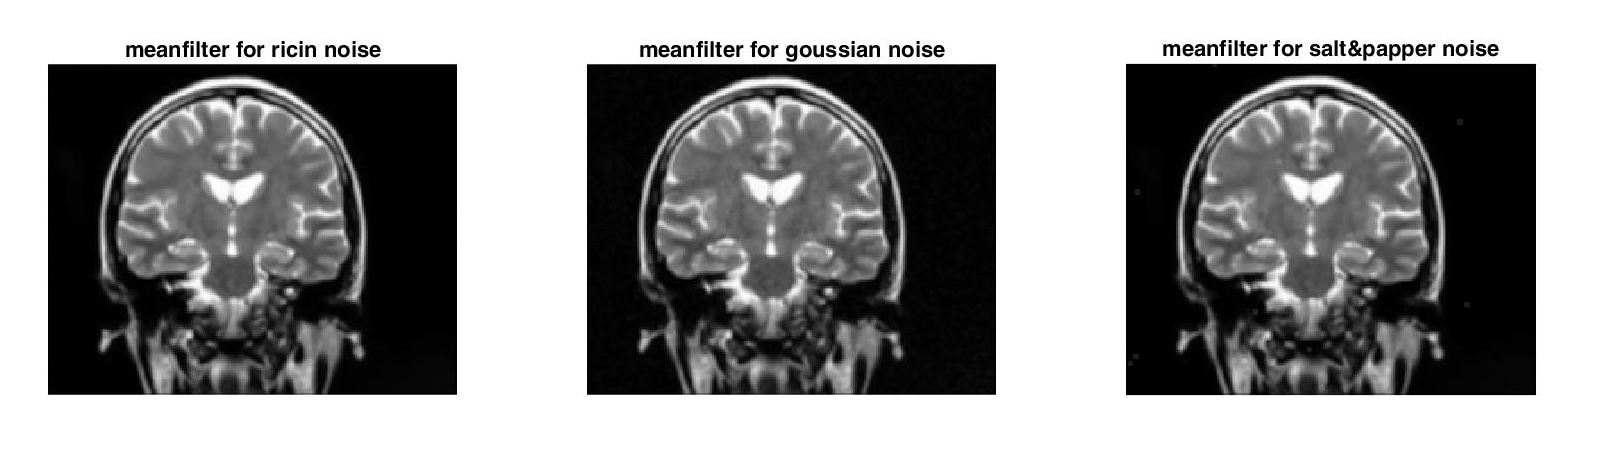 meanfilter for ricin noise
meanfilter for goussian noise
meanfilter for salt&papper noise